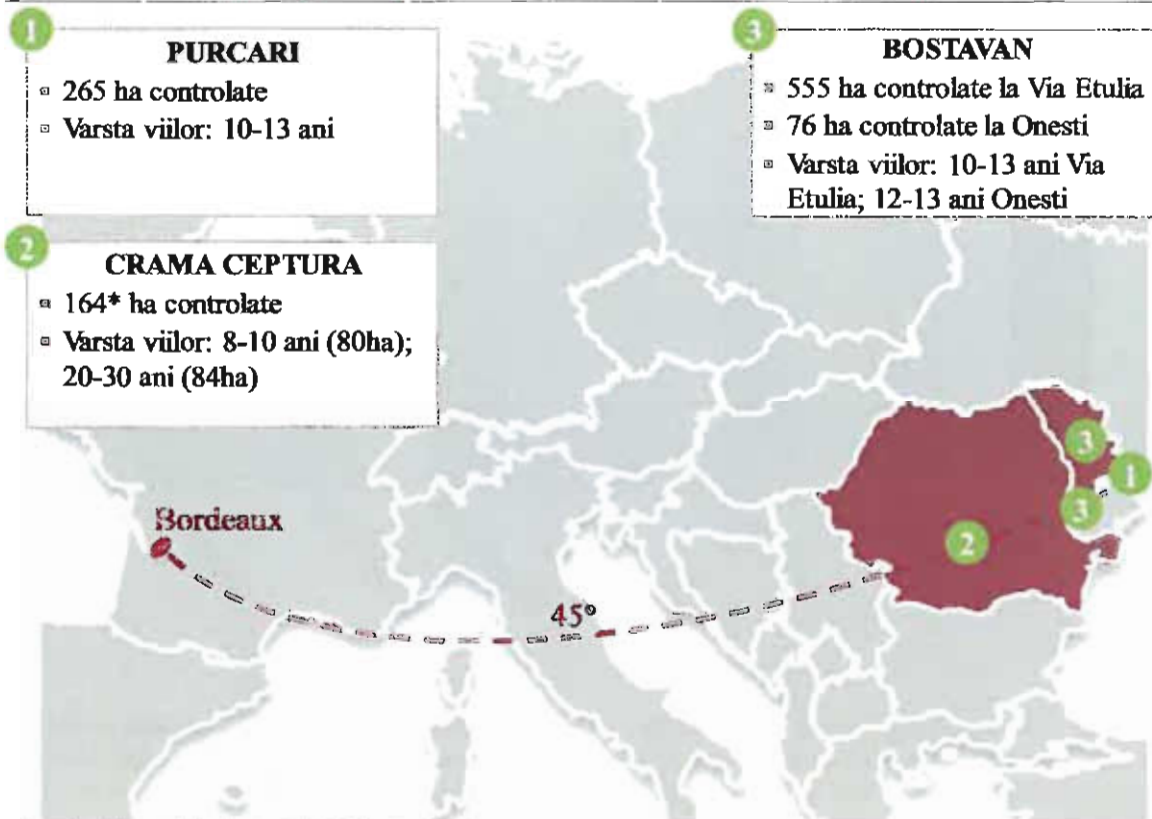 1
PURCARI
▫ 265 ha controlate
▫ Varsta viilor: 10-13 ani
2
CRAMA CEPTURA
▫ 164* ha controlate
▫ Varsta viilor: 8-10 ani (80ha);
20-30 ani (84ha)
3
BOSTAVAN
▫ 555 ha controlate la Via Etulia
▫ 76 ha controlate la Onesti
▫ Varsta viilor: 10-13 ani Via
Etulia; 12-13 ani Onesti
3
1
3
2
Bordeaux
45°